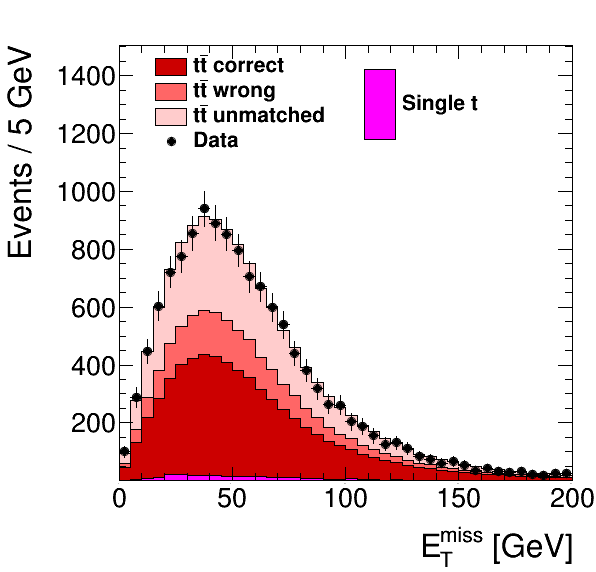 Events / 5 GeV
1400
1200
1000
800
600
400
200
tt̄ correct
tt̄ wrong
tt̄ unmatched
Data
Single t
0 50 100 150 200
E_T^miss [GeV]